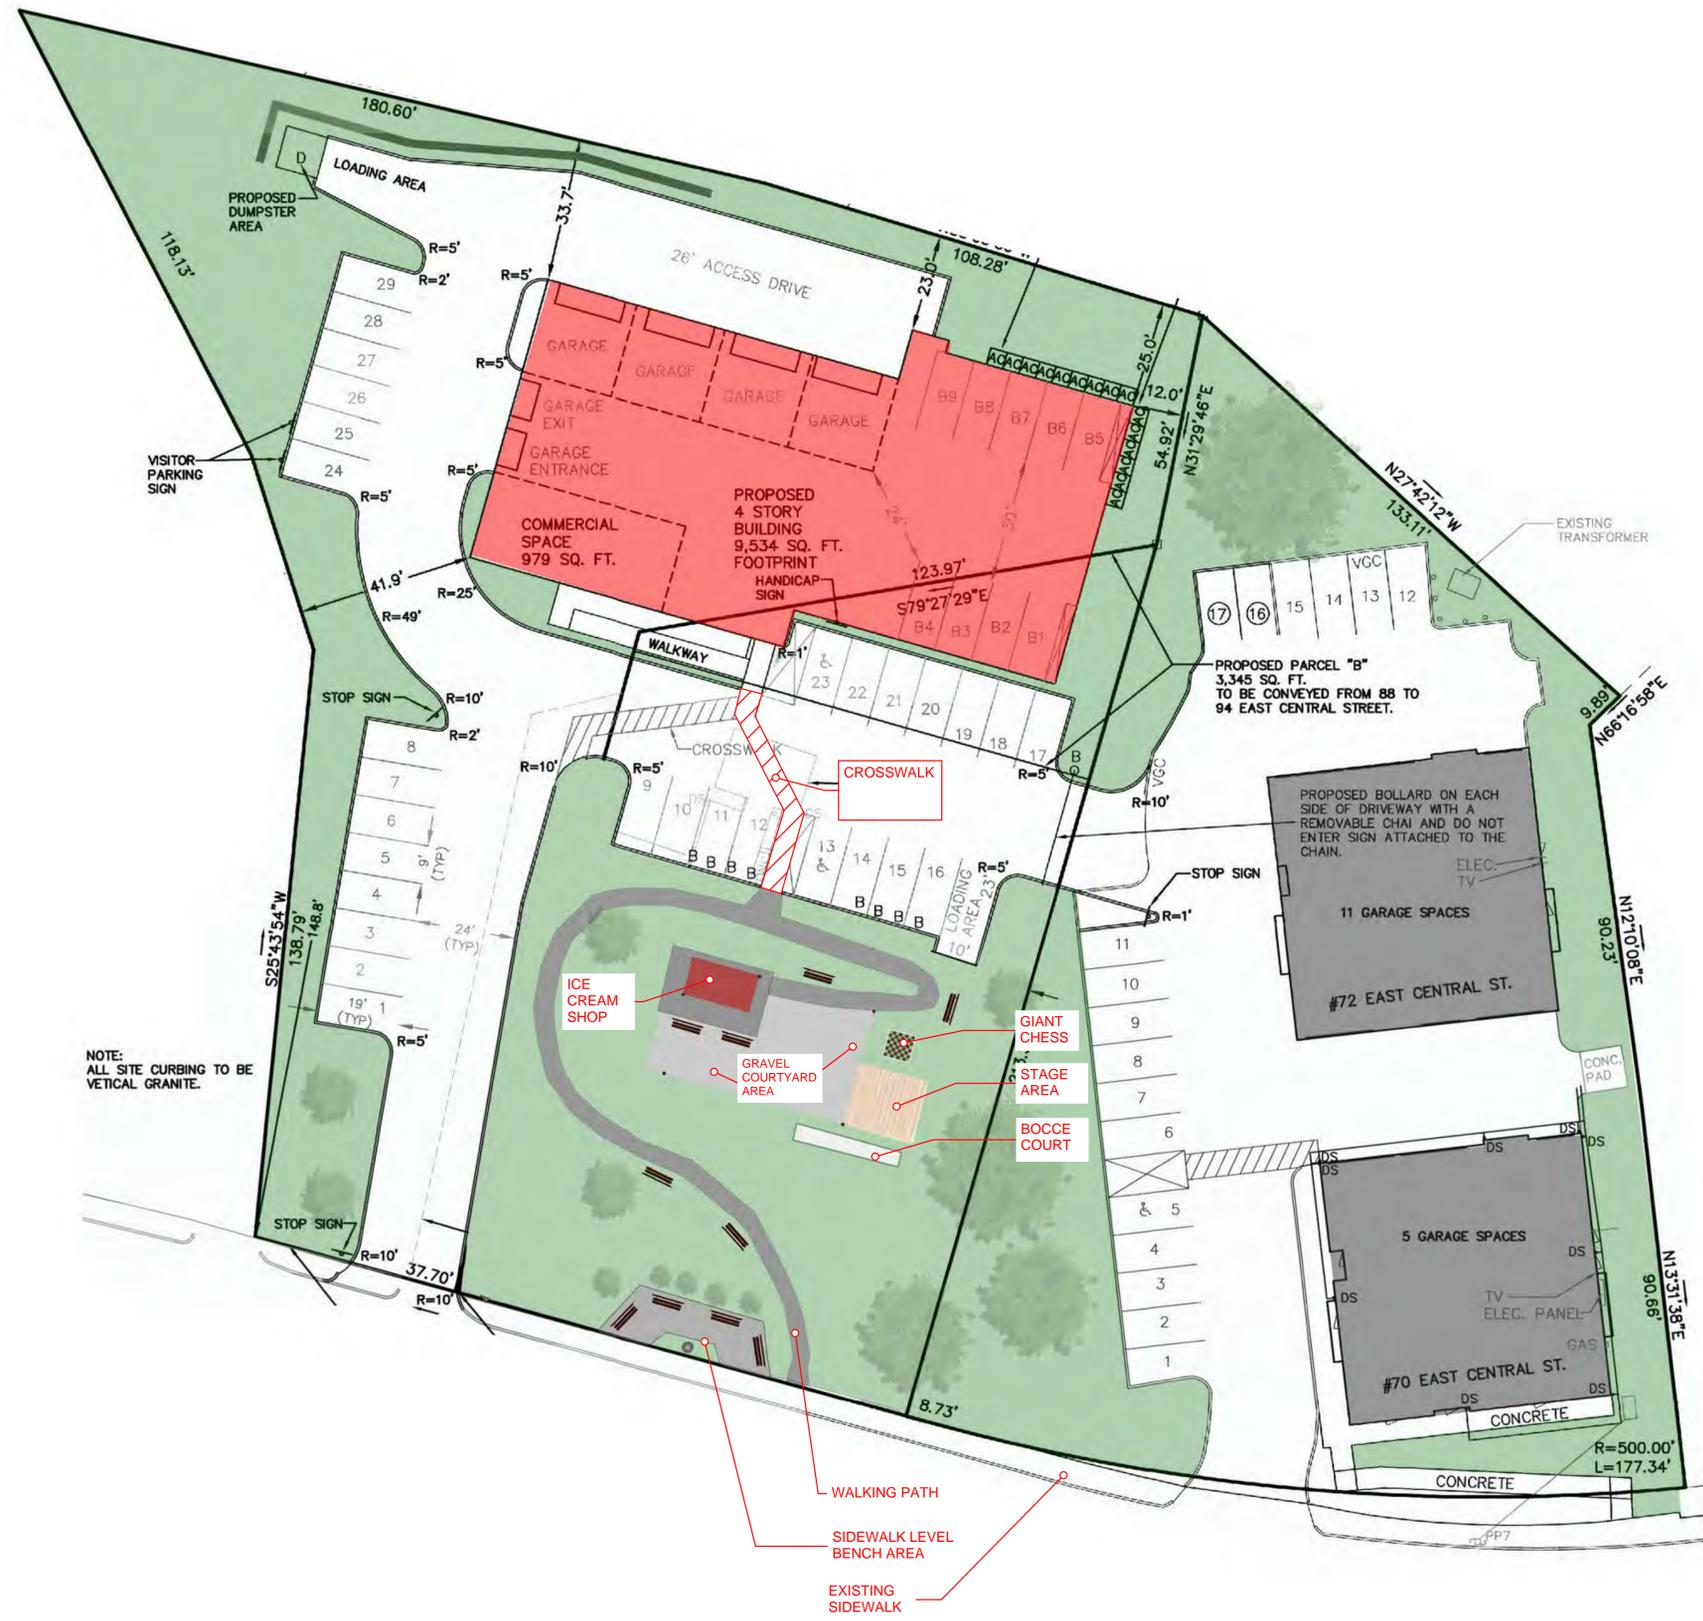 180.60'
D
LOADING AREA
PROPOSED
DUMPSTER
AREA
118.13'
33.7'
R=5'
R=2'
29
28
27
26
25
24
VISITOR
PARKING
SIGN
R=5'
26' ACCESS DRIVE
23.0'
108.28'
25.0'
12.0'
54.92'
N31°29'46"E
R=5'
R=5'
GARAGE
GARAGE
GARAGE
GARAGE
GARAGE
EXIT
GARAGE
ENTRANCE
B9
B8
B7
B6
B5
R=5'
COMMERCIAL
SPACE
979 SQ. FT.
PROPOSED
4 STORY
BUILDING
9,534 SQ. FT.
FOOTPRINT
HANDICAP
SIGN
24'
30'
123.97'
S79°27'29"E
B4
B3
B2
B1
N27°42'12"W
133.11'
EXISTING
TRANSFORMER
VGC
17
16
15
14
13
12
41.9'
R=25'
R=49'
WALKWAY
R=1'
23
22
21
20
19
18
17
PROPOSED PARCEL "B"
3,345 SQ. FT.
TO BE CONVEYED FROM 88 TO
94 EAST CENTRAL STREET.
9.89'
N66°16'58"E
STOP SIGN
R=10'
R=2'
8
7
6
5
4
3
2
1
9'
(TYP)
24'
(TYP)
19'
(TYP)
R=5'
CROSSWALK
R=10'
R=5'
CROSSWALK
9
10
11
12
13
14
15
16
B B B B
B B B B
LOADING
AREA 23'
10'
R=5'
R=5'
B
VGC
R=10'
PROPOSED BOLLARD ON EACH
SIDE OF DRIVEWAY WITH A
REMOVABLE CHAI AND DO NOT
ENTER SIGN ATTACHED TO THE
CHAIN.
ELEC.
TV
11 GARAGE SPACES
#72 EAST CENTRAL ST.
N12°10'08"E
90.23'
STOP SIGN
R=1'
S25°43'54"W
138.79'
148.8'
NOTE:
ALL SITE CURBING TO BE
VETICAL GRANITE.
ICE
CREAM
SHOP
GRAVEL
COURTYARD
AREA
GIANT
CHESS
STAGE
AREA
BOCCE
COURT
11
10
9
8
7
6
5
4
3
2
1
CONC.
PAD
DS
DS
DS
DS
DS
DS
5 GARAGE SPACES
DS
DS
TV
ELEC. PANEL
GAS
#70 EAST CENTRAL ST.
DS
DS
CONCRETE
N13°31'38"E
90.66'
R=500.00'
L=177.34'
CONCRETE
PP7
STOP SIGN
R=10'
37.70'
R=10'
8.73'
WALKING PATH
SIDEWALK LEVEL
BENCH AREA
EXISTING
SIDEWALK